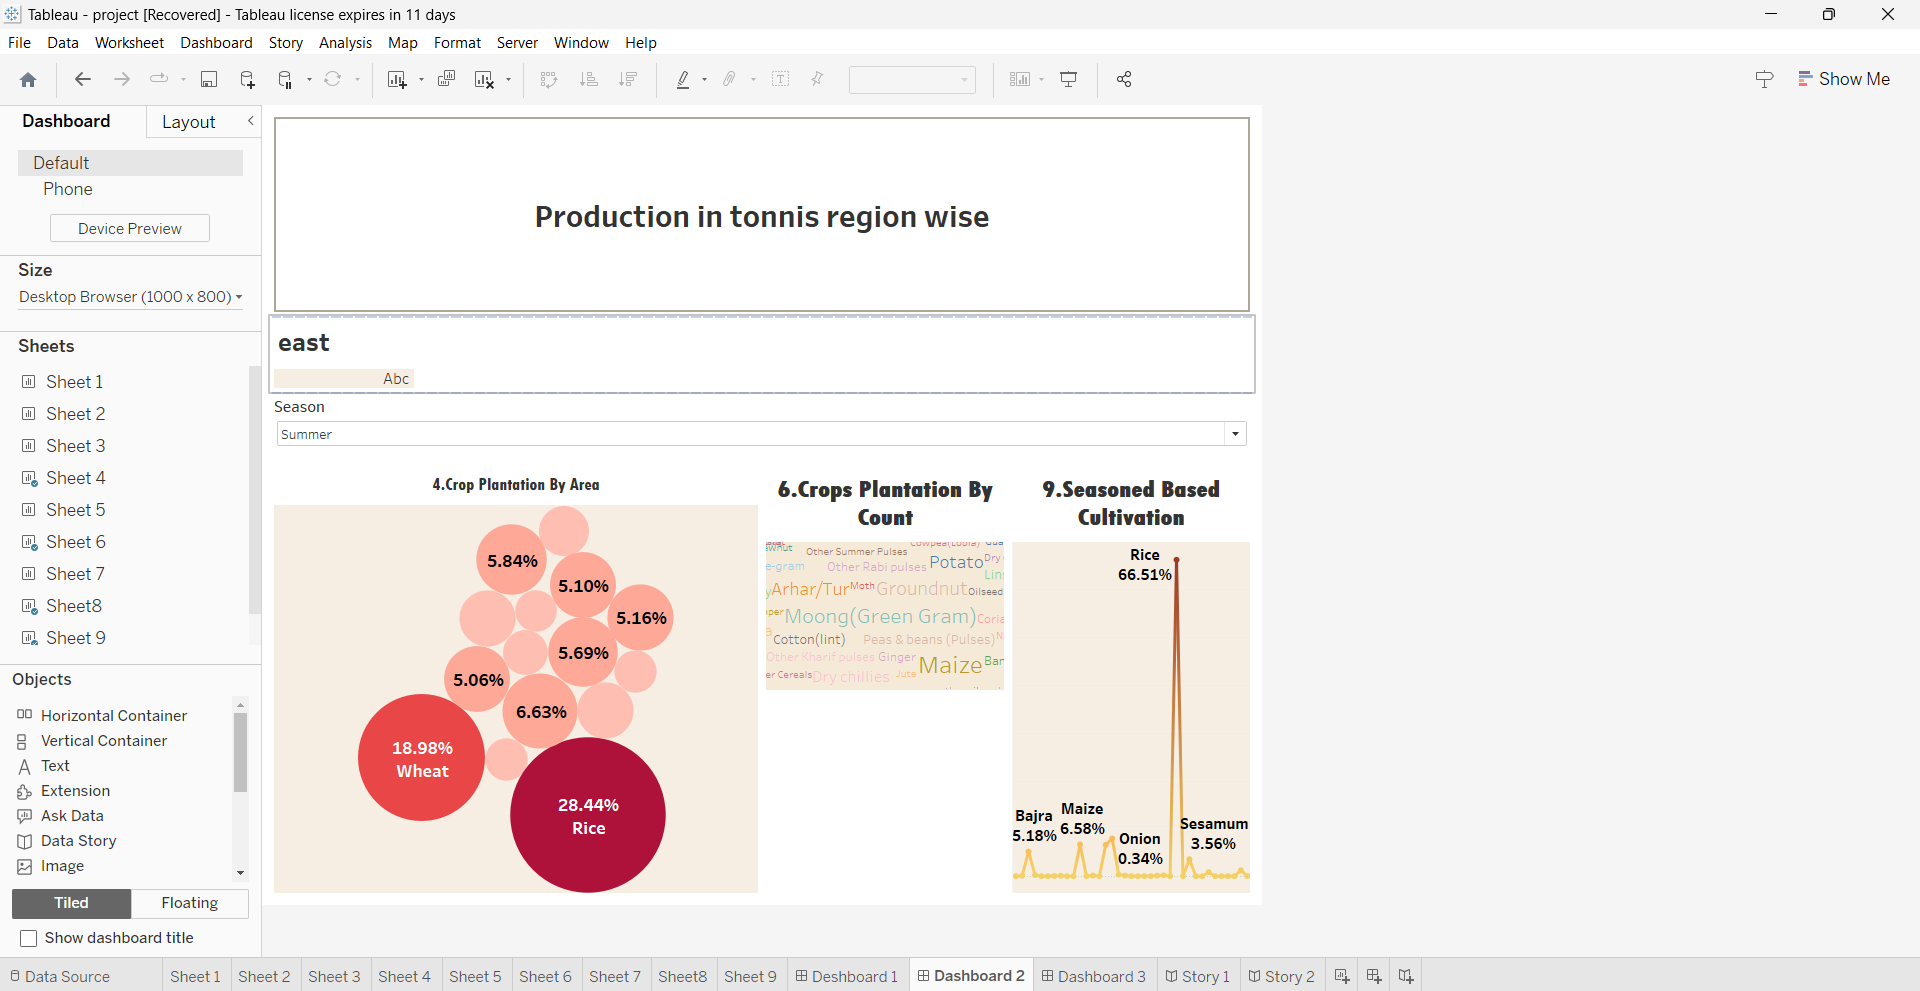 Tableau - project [Recovered] - Tableau license expires in 11 days
File Data Worksheet Dashboard Story Analysis Map Format Server Window Help
Show Me
Dashboard
Layout
Default
Phone
Device Preview
Size
Desktop Browser (1000 x 800)
Sheets
Sheet 1
Sheet 2
Sheet 3
Sheet 4
Sheet 5
Sheet 6
Sheet 7
Sheet8
Sheet 9
Objects
Horizontal Container
Vertical Container
Text
Extension
Ask Data
Data Story
Image
Tiled
Floating
Show dashboard title
Production in tonnis region wise
east
Abc
Season
Summer
4.Crop Plantation By Area
5.84%
5.10%
5.16%
5.69%
5.06%
6.63%
18.98%
Wheat
28.44%
Rice
6.Crops Plantation By
Count
Cowpea(Lobia)
Other Summer Pulses
e-gram Other Rabi pulses Potato Dry
Lin
Arhar/Tur Moth Groundnut Oilseed
per Moong(Green Gram) Coria
Cotton(lint) Peas & beans (Pulses)
Other Kharif pulses Ginger Maize Ban
er Cereals Dry chillies Jute
9.Seasoned Based
Cultivation
Rice
66.51%
Bajra
5.18%
Maize
6.58%
Onion
0.34%
Sesamum
3.56%
Data Source Sheet 1 Sheet 2 Sheet 3 Sheet 4 Sheet 5 Sheet 6 Sheet 7 Sheet8 Sheet 9 Deshboard 1 Dashboard 2 Dashboard 3 Story 1 Story 2